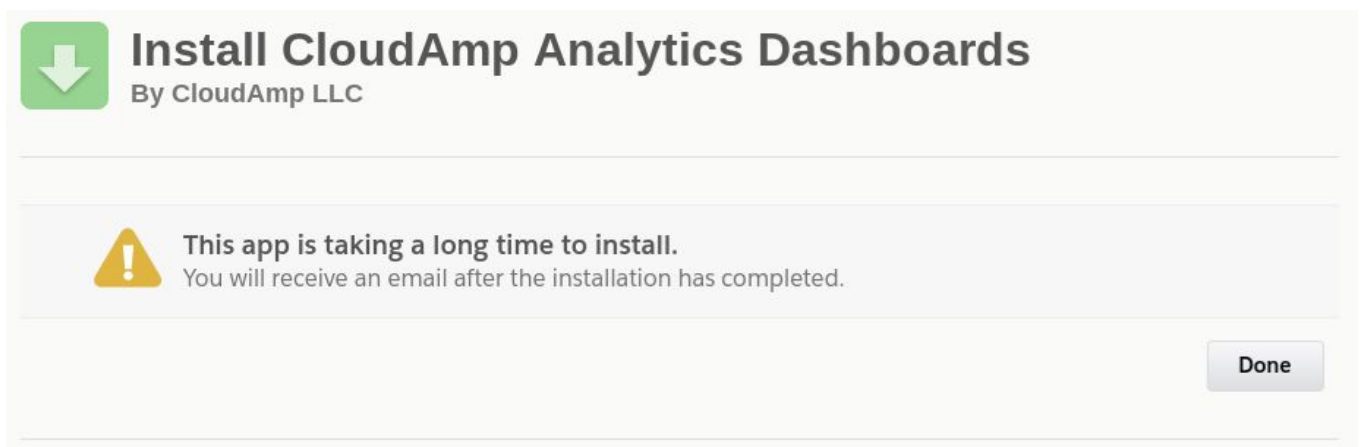 Install CloudAmp Analytics Dashboards
By CloudAmp LLC
This app is taking a long time to install.
You will receive an email after the installation has completed.
Done